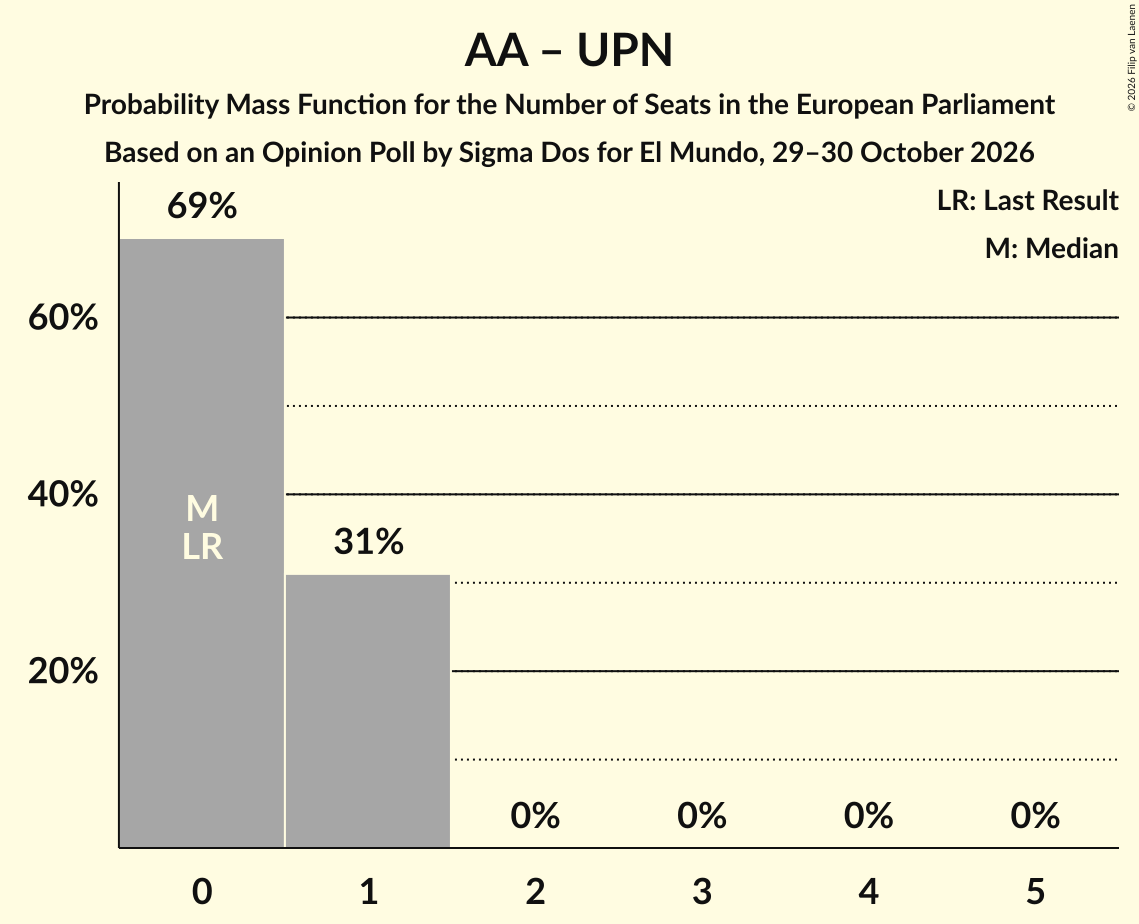 AA – UPN
Probability Mass Function for the Number of Seats in the European Parliament
Based on an Opinion Poll by Sigma Dos for El Mundo, 29–30 October 2026
© 2026 Filip van Laenen
LR: Last Result
M: Median
69%
60%
40%
20%
M
LR
31%
0%
0%
0%
0%
0
1
2
3
4
5